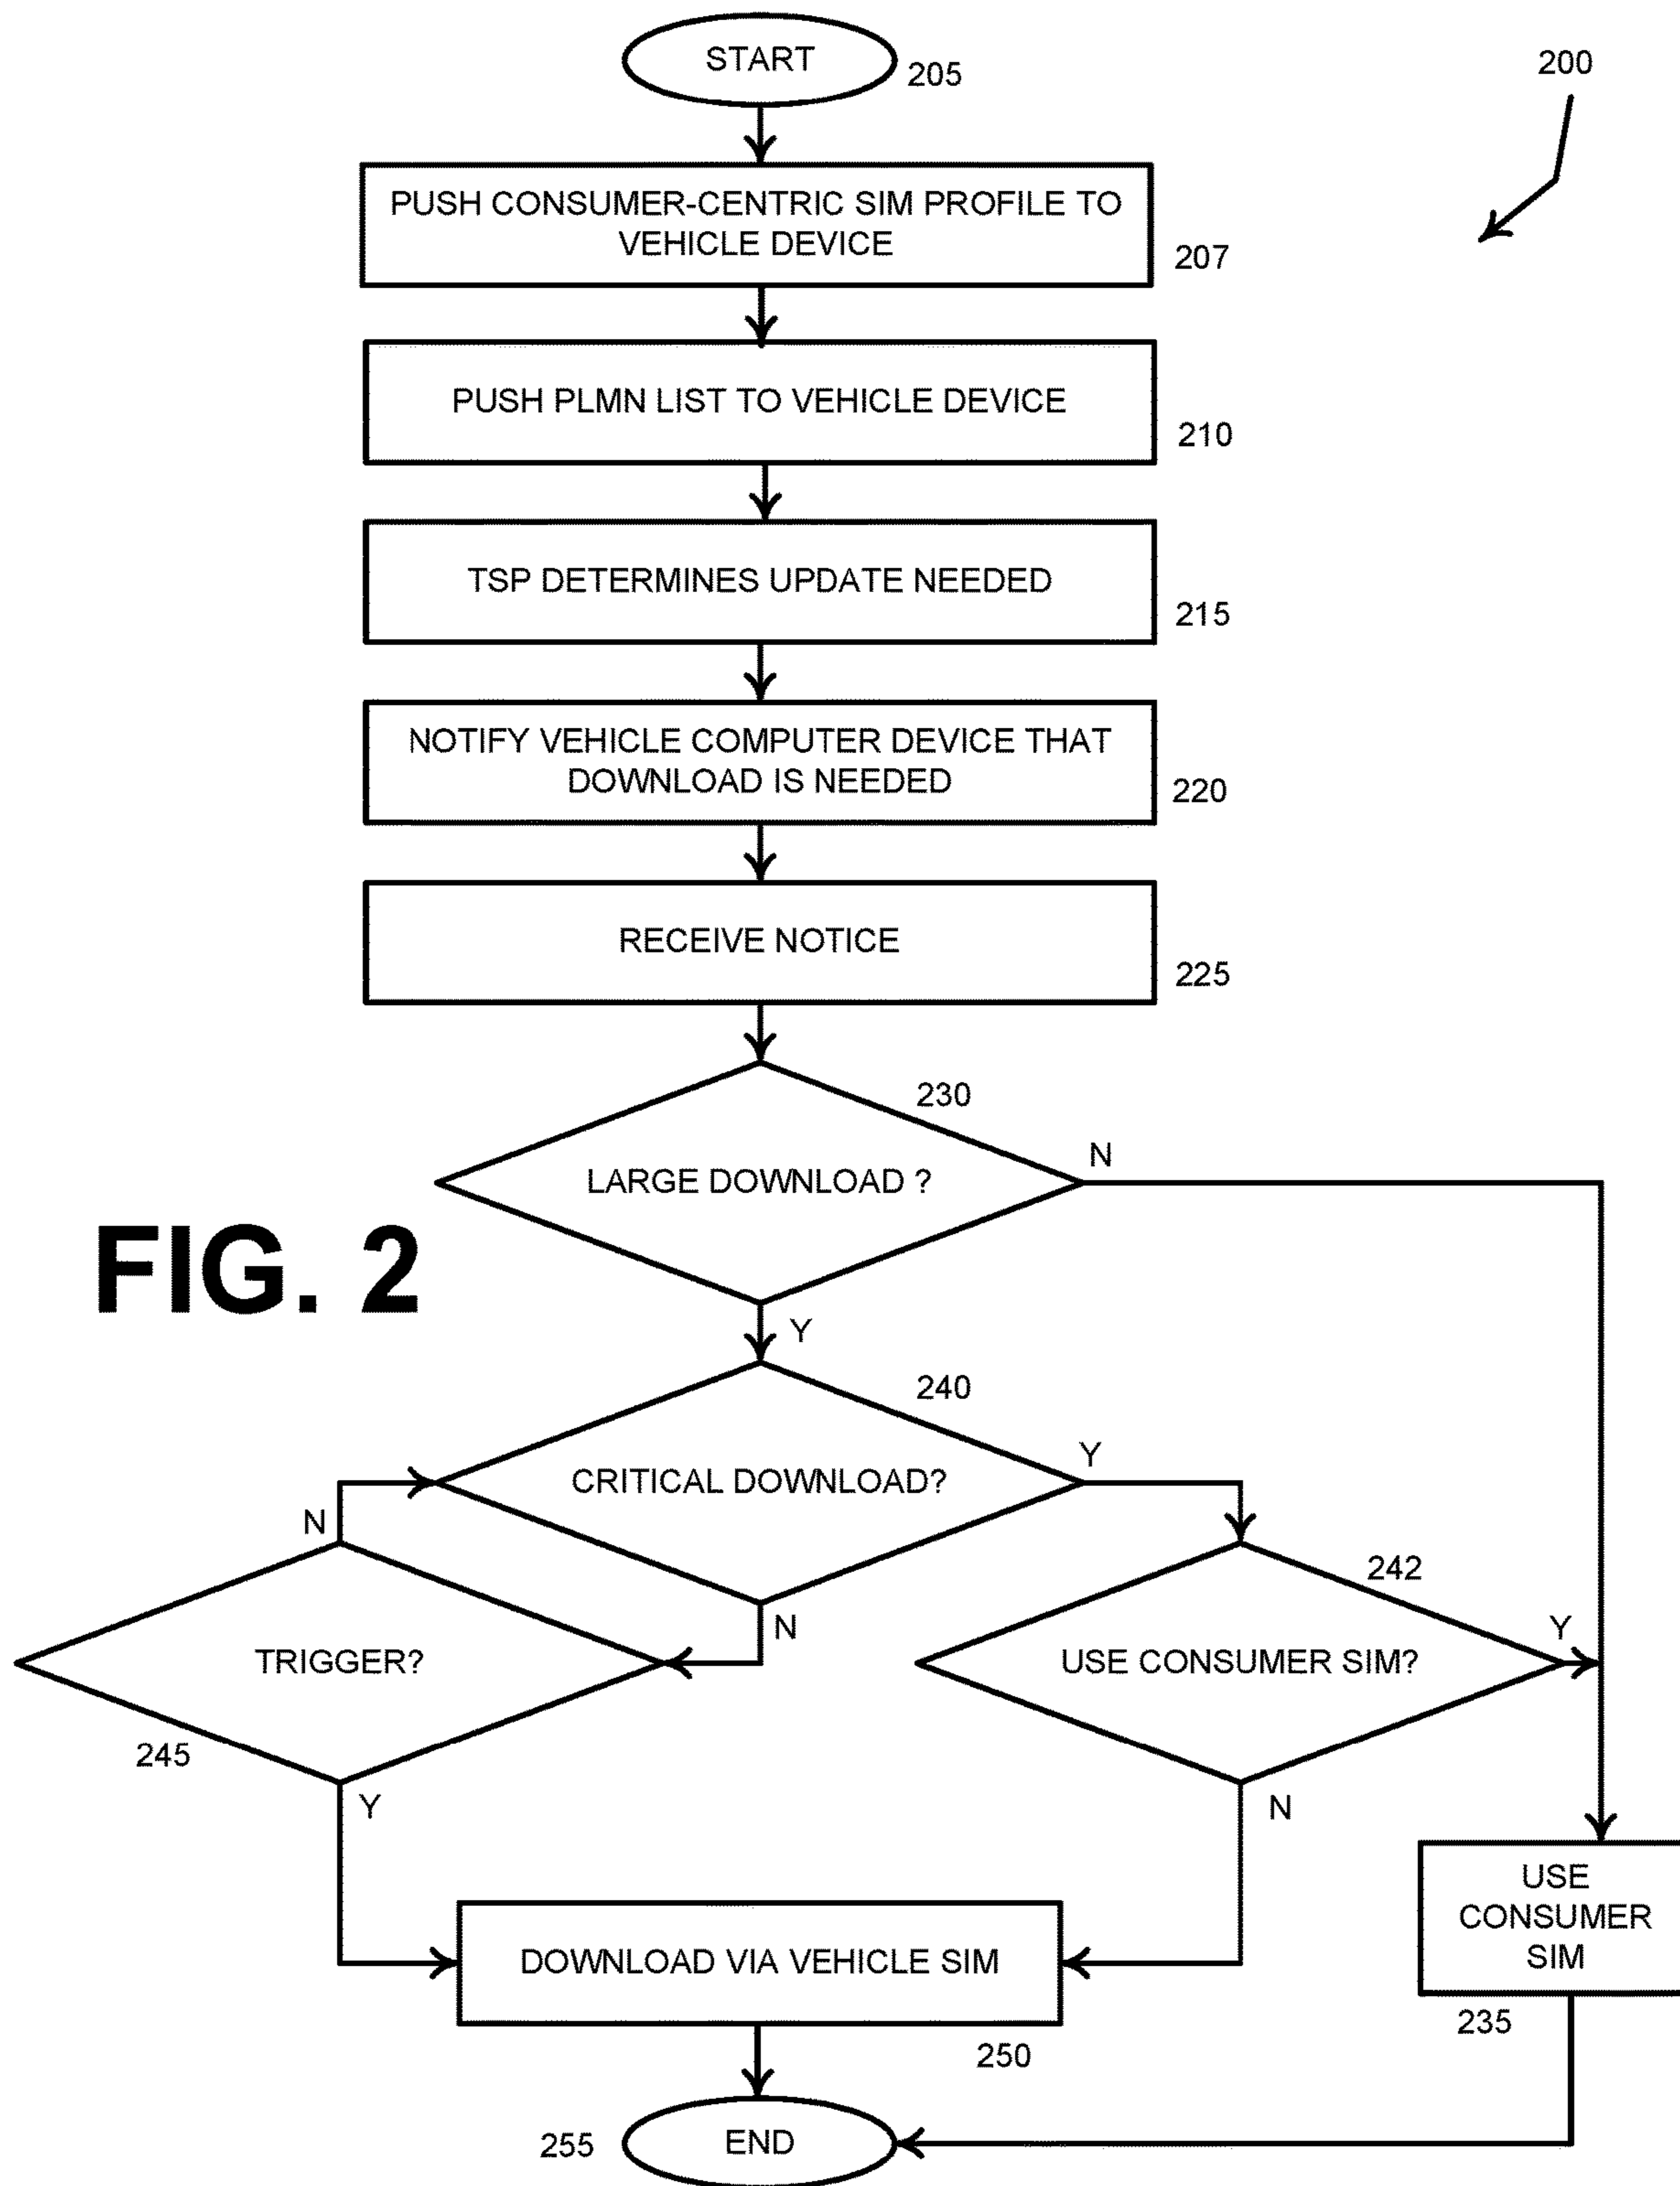 START
205
200
PUSH CONSUMER-CENTRIC SIM PROFILE TO
VEHICLE DEVICE
207
PUSH PLMN LIST TO VEHICLE DEVICE
210
TSP DETERMINES UPDATE NEEDED
215
NOTIFY VEHICLE COMPUTER DEVICE THAT
DOWNLOAD IS NEEDED
220
RECEIVE NOTICE
225
230
LARGE DOWNLOAD ?
N
FIG. 2
Y
240
CRITICAL DOWNLOAD?
Y
N
N
242
TRIGGER?
USE CONSUMER SIM?
Y
245
Y
N
USE
CONSUMER
SIM
235
DOWNLOAD VIA VEHICLE SIM
250
255
END